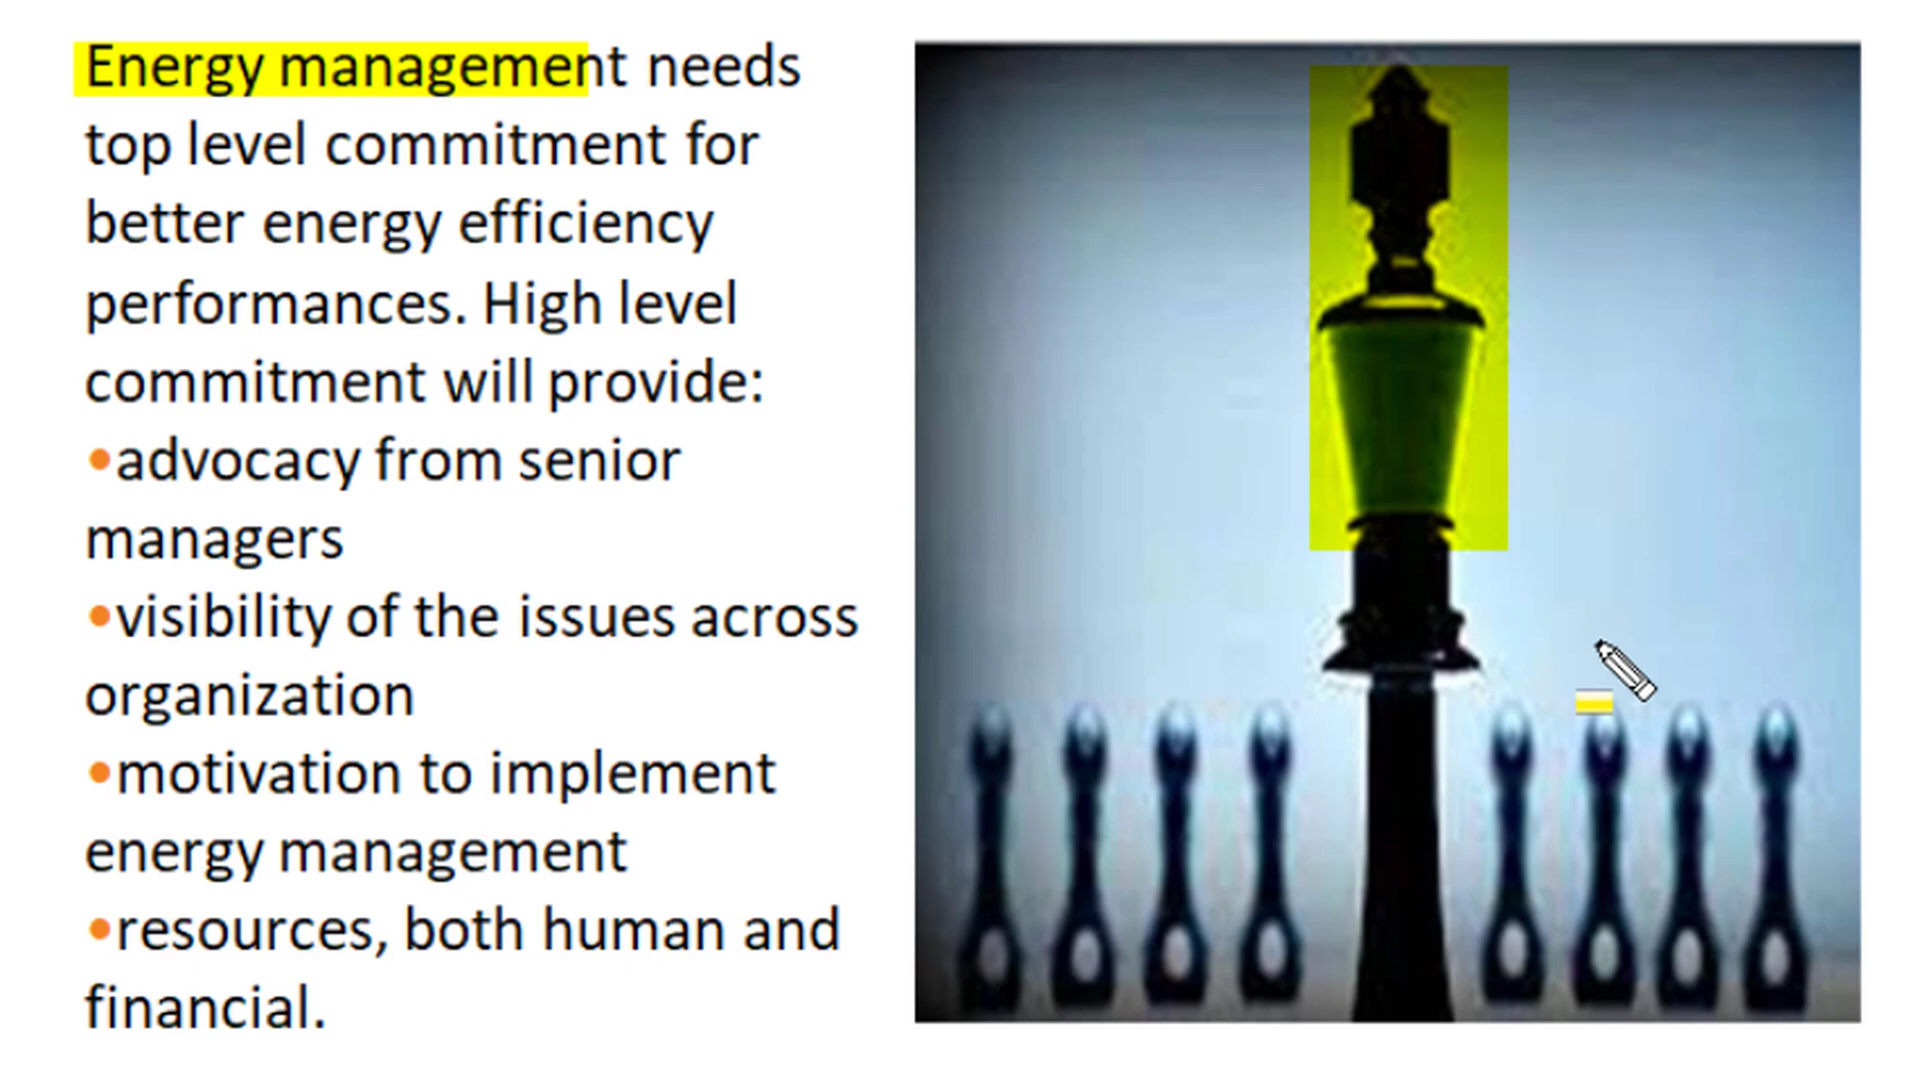 Energy management needs
top level commitment for
better energy efficiency
performances. High level
commitment will provide:
•advocacy from senior
managers
•visibility of the issues across
organization
•motivation to implement
energy management
•resources, both human and
financial.